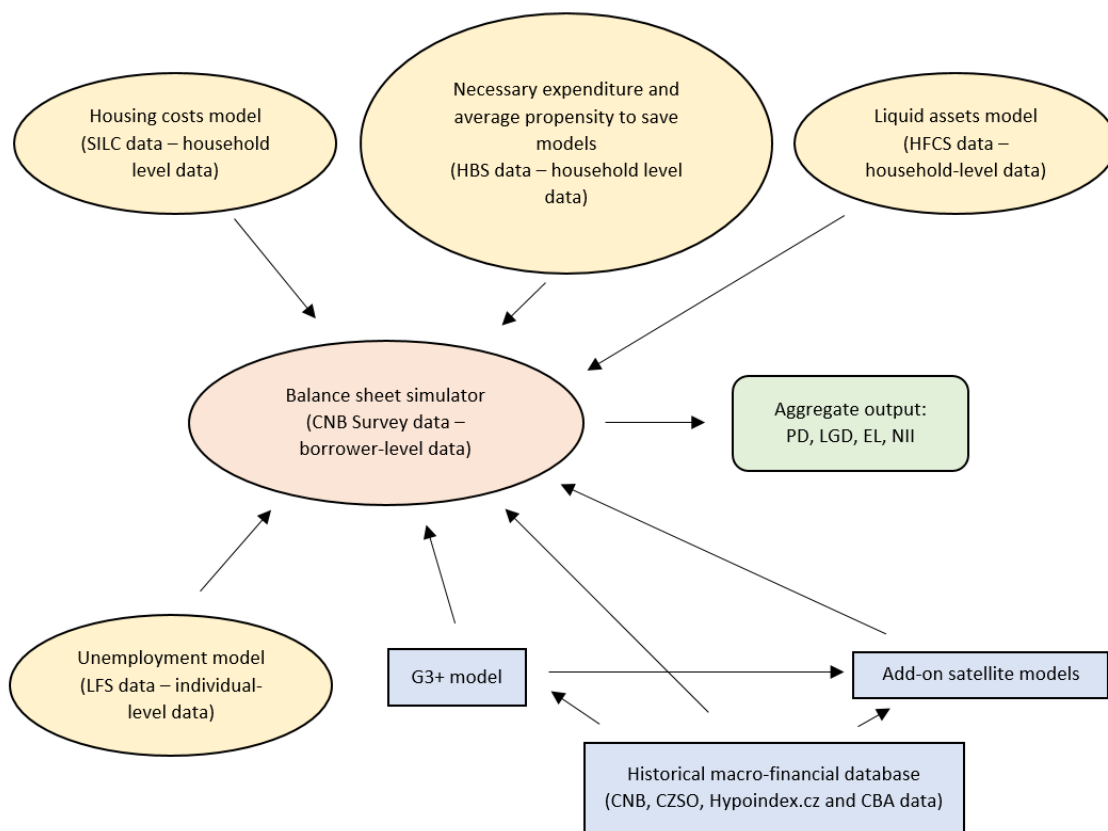 Housing costs model
(SILC data – household
level data)
Necessary expenditure and
average propensity to save
models
(HBS data – household level
data)
Liquid assets model
(HFCS data –
household-level data)
Balance sheet simulator
(CNB Survey data –
borrower-level data)
Aggregate output:
PD, LGD, EL, NII
Unemployment model
(LFS data – individual-
level data)
G3+ model
Add-on satellite models
Historical macro-financial database
(CNB, CZSO, Hypoindex.cz and CBA data)